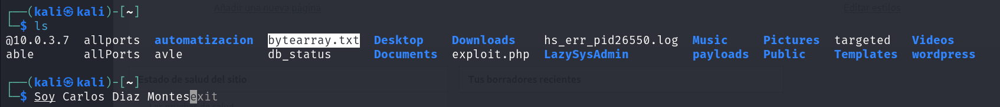 Añadir una nueva página Editar estilos
┌──(kali㉿kali)-[~]
└─$ ls
@10.0.3.7 allports automatizacion bytearray.txt Desktop Downloads hs_err_pid26550.log Music Pictures targeted Videos
able allPorts avle db_status Documents exploit.php LazySysAdmin payloads Public Templates wordpress
┌──(kali㉿kali)-[~]
Estado de salud del sitio Tus borradores recientes
└─$ Soy Carlos Diaz Montesexit